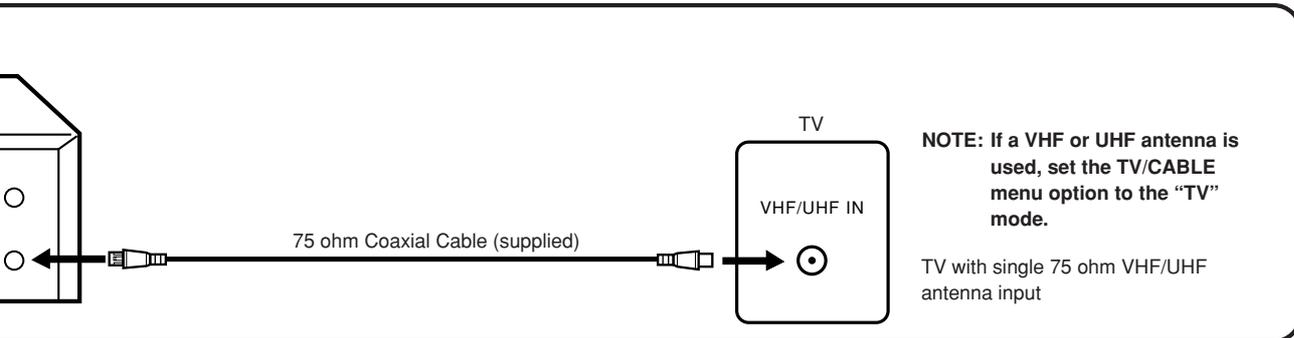 TV
NOTE: If a VHF or UHF antenna is
used, set the TV/CABLE
menu option to the “TV”
mode.
VHF/UHF IN
75 ohm Coaxial Cable (supplied)
TV with single 75 ohm VHF/UHF
antenna input